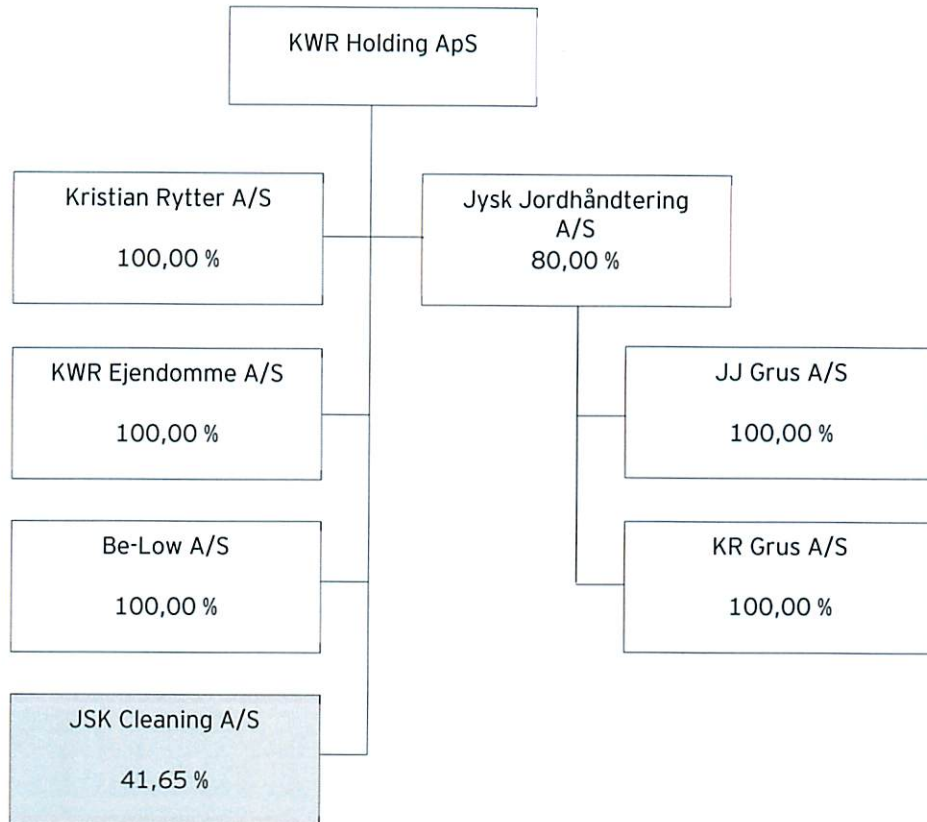 KWR Holding ApS
Kristian Rytter A/S
100,00 %
Jysk Jordhåndtering
A/S
80,00 %
KWR Ejendomme A/S
100,00 %
JJ Grus A/S
100,00 %
Be-Low A/S
100,00 %
KR Grus A/S
100,00 %
JSK Cleaning A/S
41,65 %